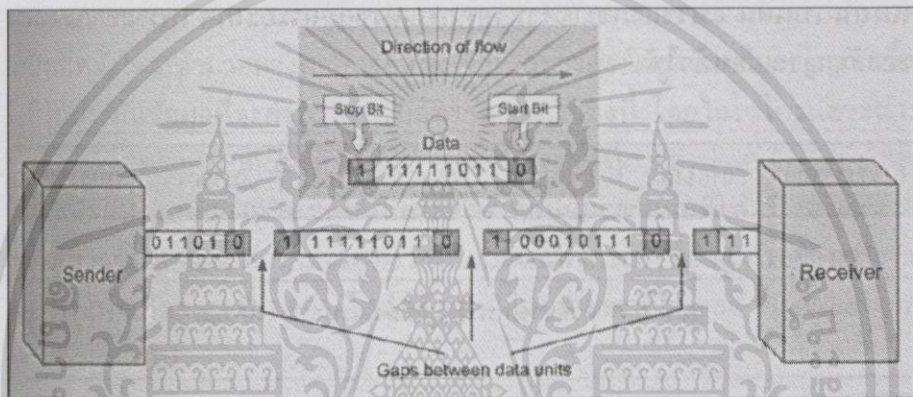 Direction of flow
Stop Bit
Start Bit
Data
1 11111011 0
01101 0
1 11111011 0
1 00010111 0
1 11
Sender
Receiver
Gaps between data units